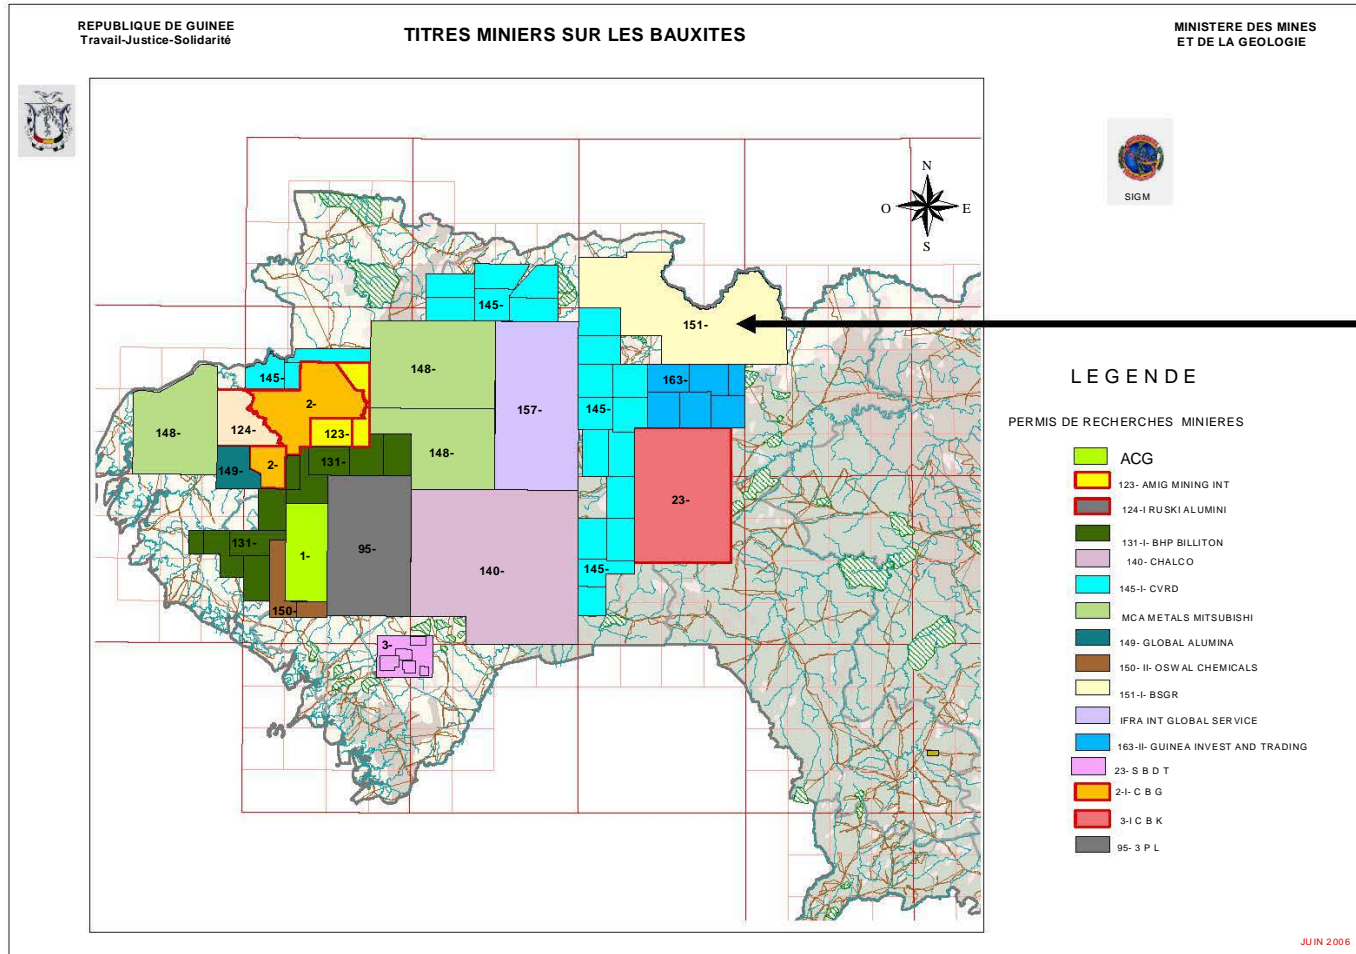 REPUBLIQUE DE GUINEE
Travail-Justice-Solidarité
TITRES MINIERS SUR LES BAUXITES
MINISTERE DES MINES
ET DE LA GEOLOGIE
SIGM
N
O
E
S
145-
151-
148-
163-
145-
2-
157-
145-
148-
124-
123-
148-
149-
2-
131-
23-
131-
1-
95-
140-
145-
150-
3-
LEGENDE
PERMIS DE RECHERCHES MINIERES
ACG
123- AMIG MINING INT
124-I RUSKI ALUMINI
131-I- BHP BILLITON
140- CHALCO
145-I- CVRD
MCA METALS MITSUBISHI
149- GLOBAL ALUMINA
150- II- OSWAL CHEMICALS
151-I- BSGR
IFRA INT GLOBAL SERVICE
163-II- GUINEA INVEST AND TRADING
23- S B D T
2-I- C B G
3-I C B K
95- 3 P L
JUIN 2006